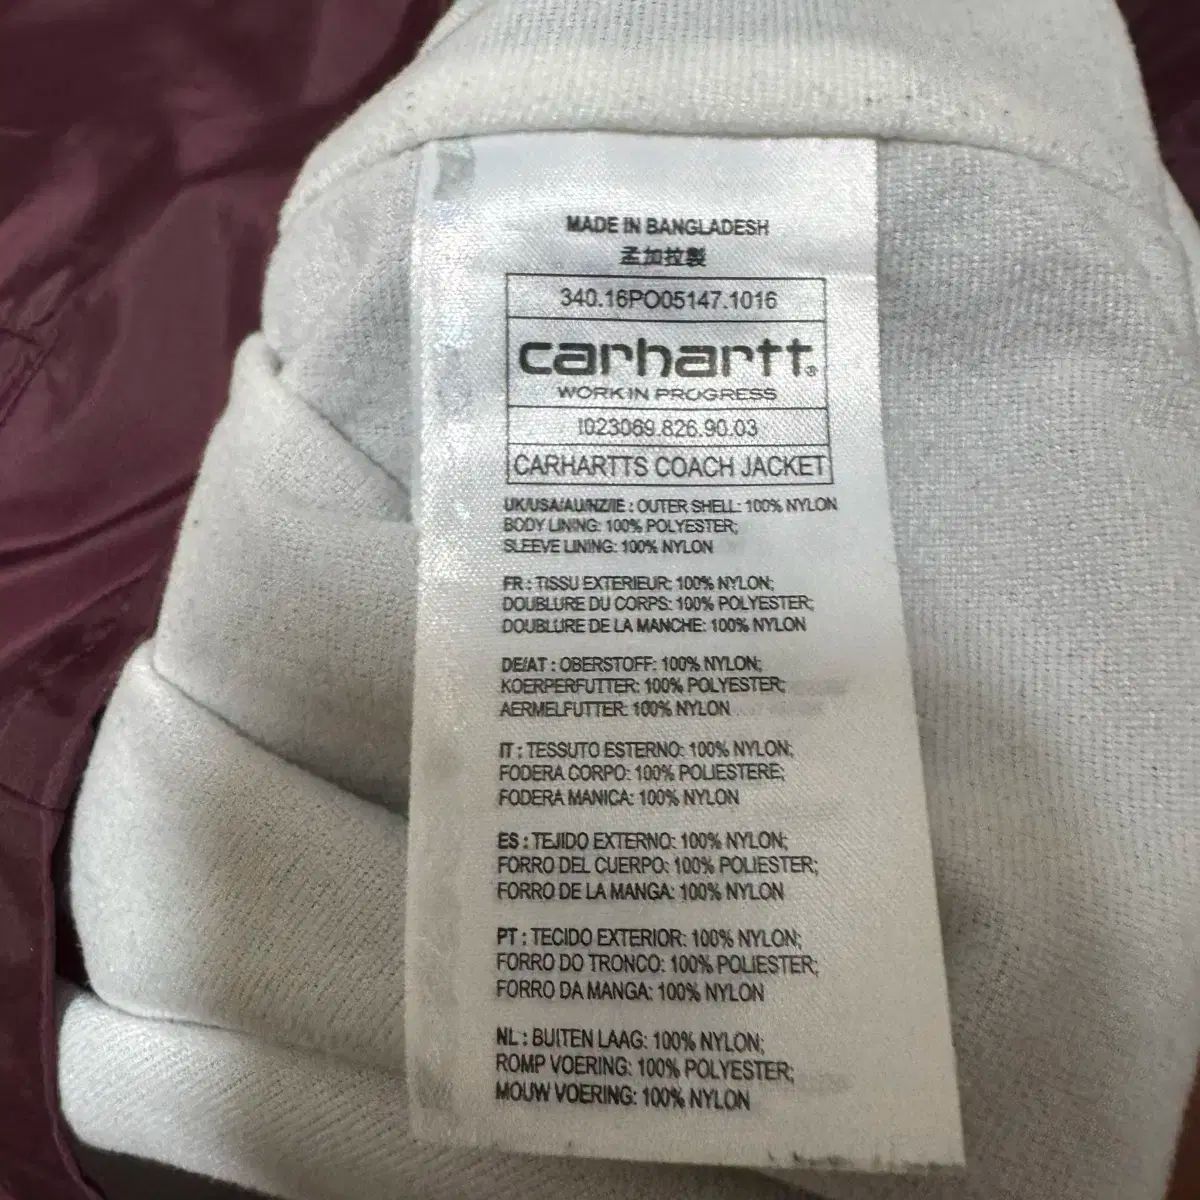 MADE IN BANGLADESH
孟加拉製
340.16PO05147.1016
carhartt®
WORK IN PROGRESS
I023069.826.90.03
CARHARTTS COACH JACKET
UK/USA/AU/NZ/IE : OUTER SHELL: 100% NYLON
BODY LINING: 100% POLYESTER;
SLEEVE LINING: 100% NYLON
FR : TISSU EXTERIEUR: 100% NYLON;
DOUBLURE DU CORPS: 100% POLYESTER;
DOUBLURE DE LA MANCHE: 100% NYLON
DE/AT : OBERSTOFF: 100% NYLON;
KOERPERFUTTER: 100% POLYESTER;
AERMELFUTTER: 100% NYLON
IT : TESSUTO ESTERNO: 100% NYLON;
FODERA CORPO: 100% POLIESTERE;
FODERA MANICA: 100% NYLON
ES : TEJIDO EXTERNO: 100% NYLON;
FORRO DEL CUERPO: 100% POLIESTER;
FORRO DE LA MANGA: 100% NYLON
PT : TECIDO EXTERIOR: 100% NYLON;
FORRO DO TRONCO: 100% POLIESTER;
FORRO DA MANGA: 100% NYLON
NL : BUITEN LAAG: 100% NYLON;
ROMP VOERING: 100% POLYESTER;
MOUW VOERING: 100% NYLON